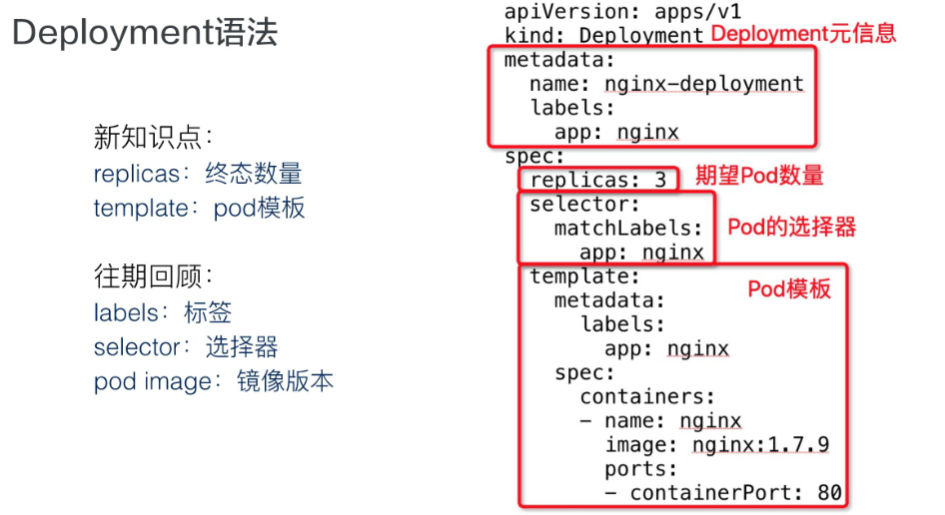 Deployment语法
新知识点：
replicas：终态数量
template：pod模板
往期回顾：
labels：标签
selector：选择器
pod image：镜像版本
apiVersion: apps/v1
kind: Deployment
Deployment元信息
metadata:
name: nginx-deployment
labels:
app: nginx
spec:
replicas: 3
期望Pod数量
selector:
matchLabels:
app: nginx
Pod的选择器
template:
Pod模板
metadata:
labels:
app: nginx
spec:
containers:
- name: nginx
image: nginx:1.7.9
ports:
- containerPort: 80